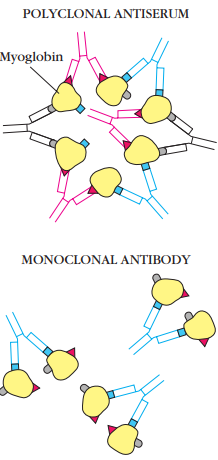 POLYCLONAL ANTISERUM
Myoglobin
MONOCLONAL ANTIBODY